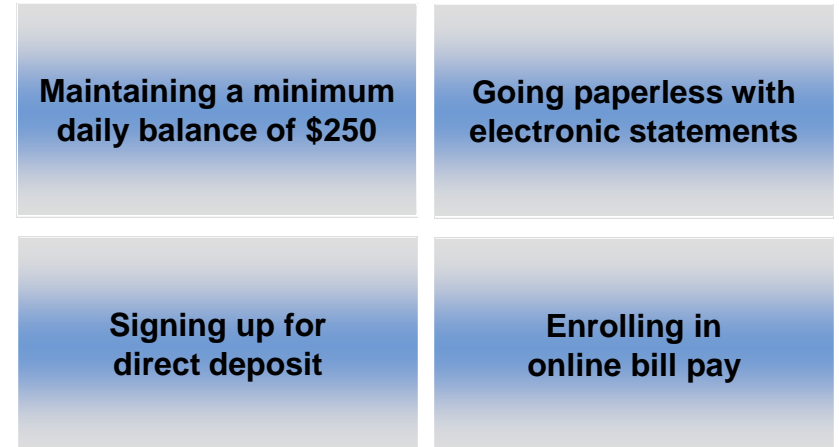 Maintaining a minimum
daily balance of $250
Going paperless with
electronic statements
Signing up for
direct deposit
Enrolling in
online bill pay